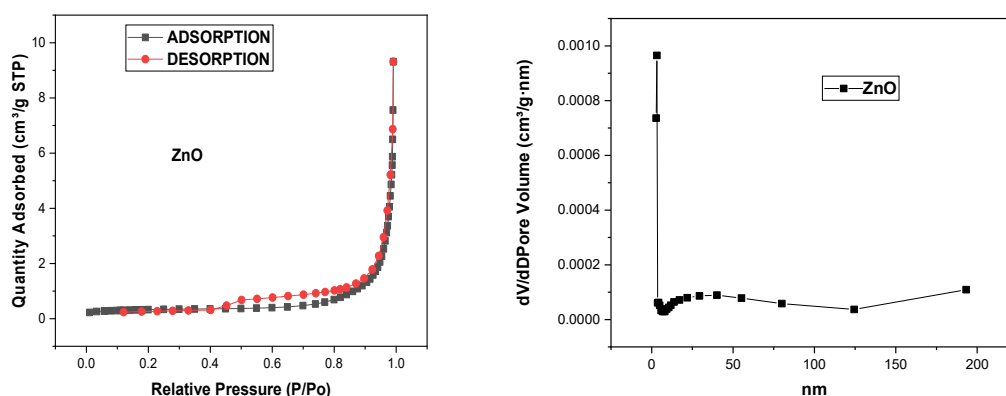 ADSORPTION
DESORPTION
ZnO
Quantity Adsorbed (cm³/g STP)
10
8
6
4
2
0
0.0 0.2 0.4 0.6 0.8 1.0
Relative Pressure (P/Po)
ZnO
dV/dDPore Volume (cm³/g·nm)
0.0010
0.0008
0.0006
0.0004
0.0002
0.0000
0 50 100 150 200
nm